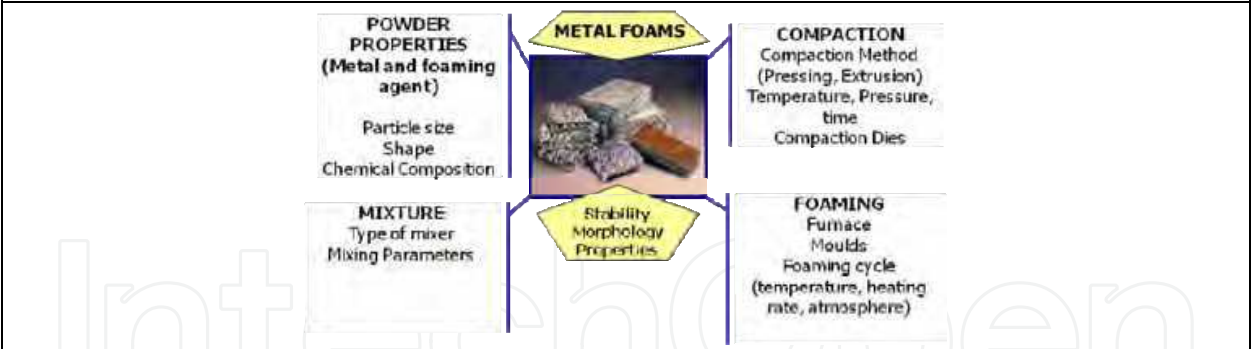 POWDER
PROPERTIES
(Metal and foaming
agent)
Particle size
Shape
Chemical Composition
METAL FOAMS
COMPACTION
Compaction Method
(Pressing, Extrusion)
Temperature, Pressure,
time
Compaction Dies
MIXTURE
Type of mixer
Mixing Parameters
Stability
Morphology
Properties
FOAMING
Furnace
Moulds
Foaming cycle
(temperature, heating
rate, atmosphere)